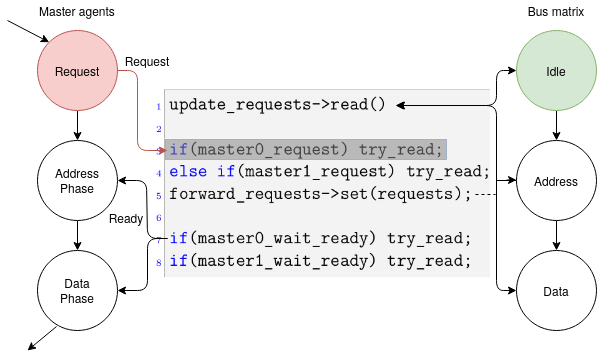 Master agents
Bus matrix
Request
Request
Idle
1 update_requests->read()
2
3 if(master0_request) try_read;
4 else if(master1_request) try_read;
5 forward_requests->set(requests);
6
7 if(master0_wait_ready) try_read;
8 if(master1_wait_ready) try_read;
Address
Phase
Ready
Data
Phase
Address
Data